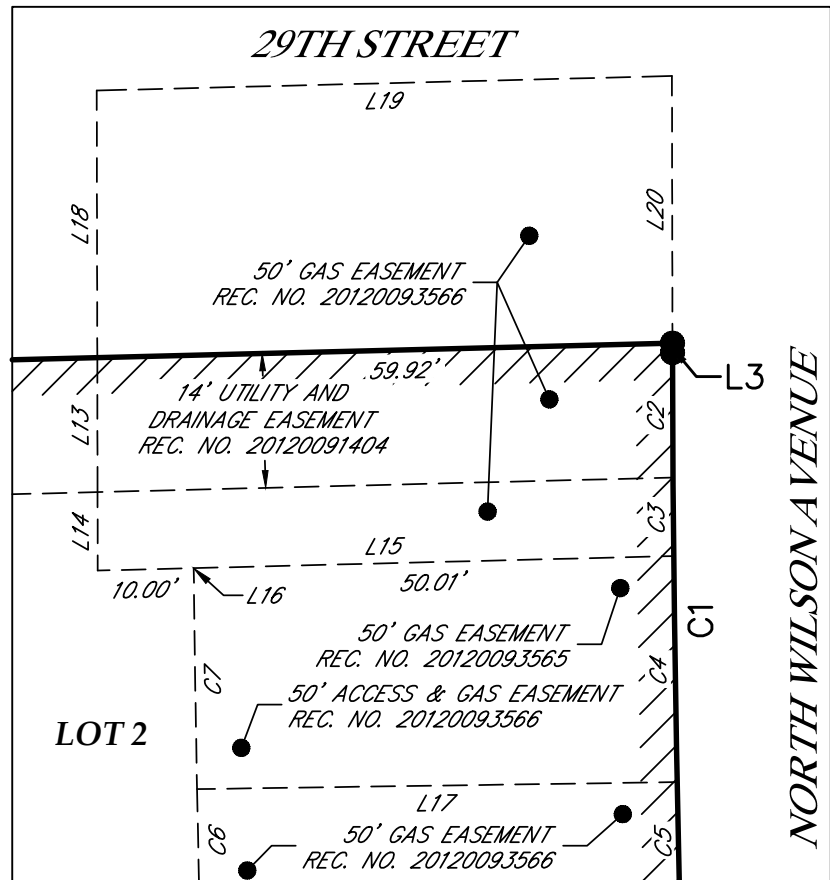 29TH STREET
L19
L18
L20
50' GAS EASEMENT
REC. NO. 20120093566
59.92'
L3
14' UTILITY AND
DRAINAGE EASEMENT
REC. NO. 20120091404
L13
C2
NORTH WILSON AVENUE
L14
C3
L15
10.00'
L16
50.01'
50' GAS EASEMENT
REC. NO. 20120093565
C1
C7
C4
50' ACCESS & GAS EASEMENT
REC. NO. 20120093566
LOT 2
L17
C6
50' GAS EASEMENT
REC. NO. 20120093566
C5